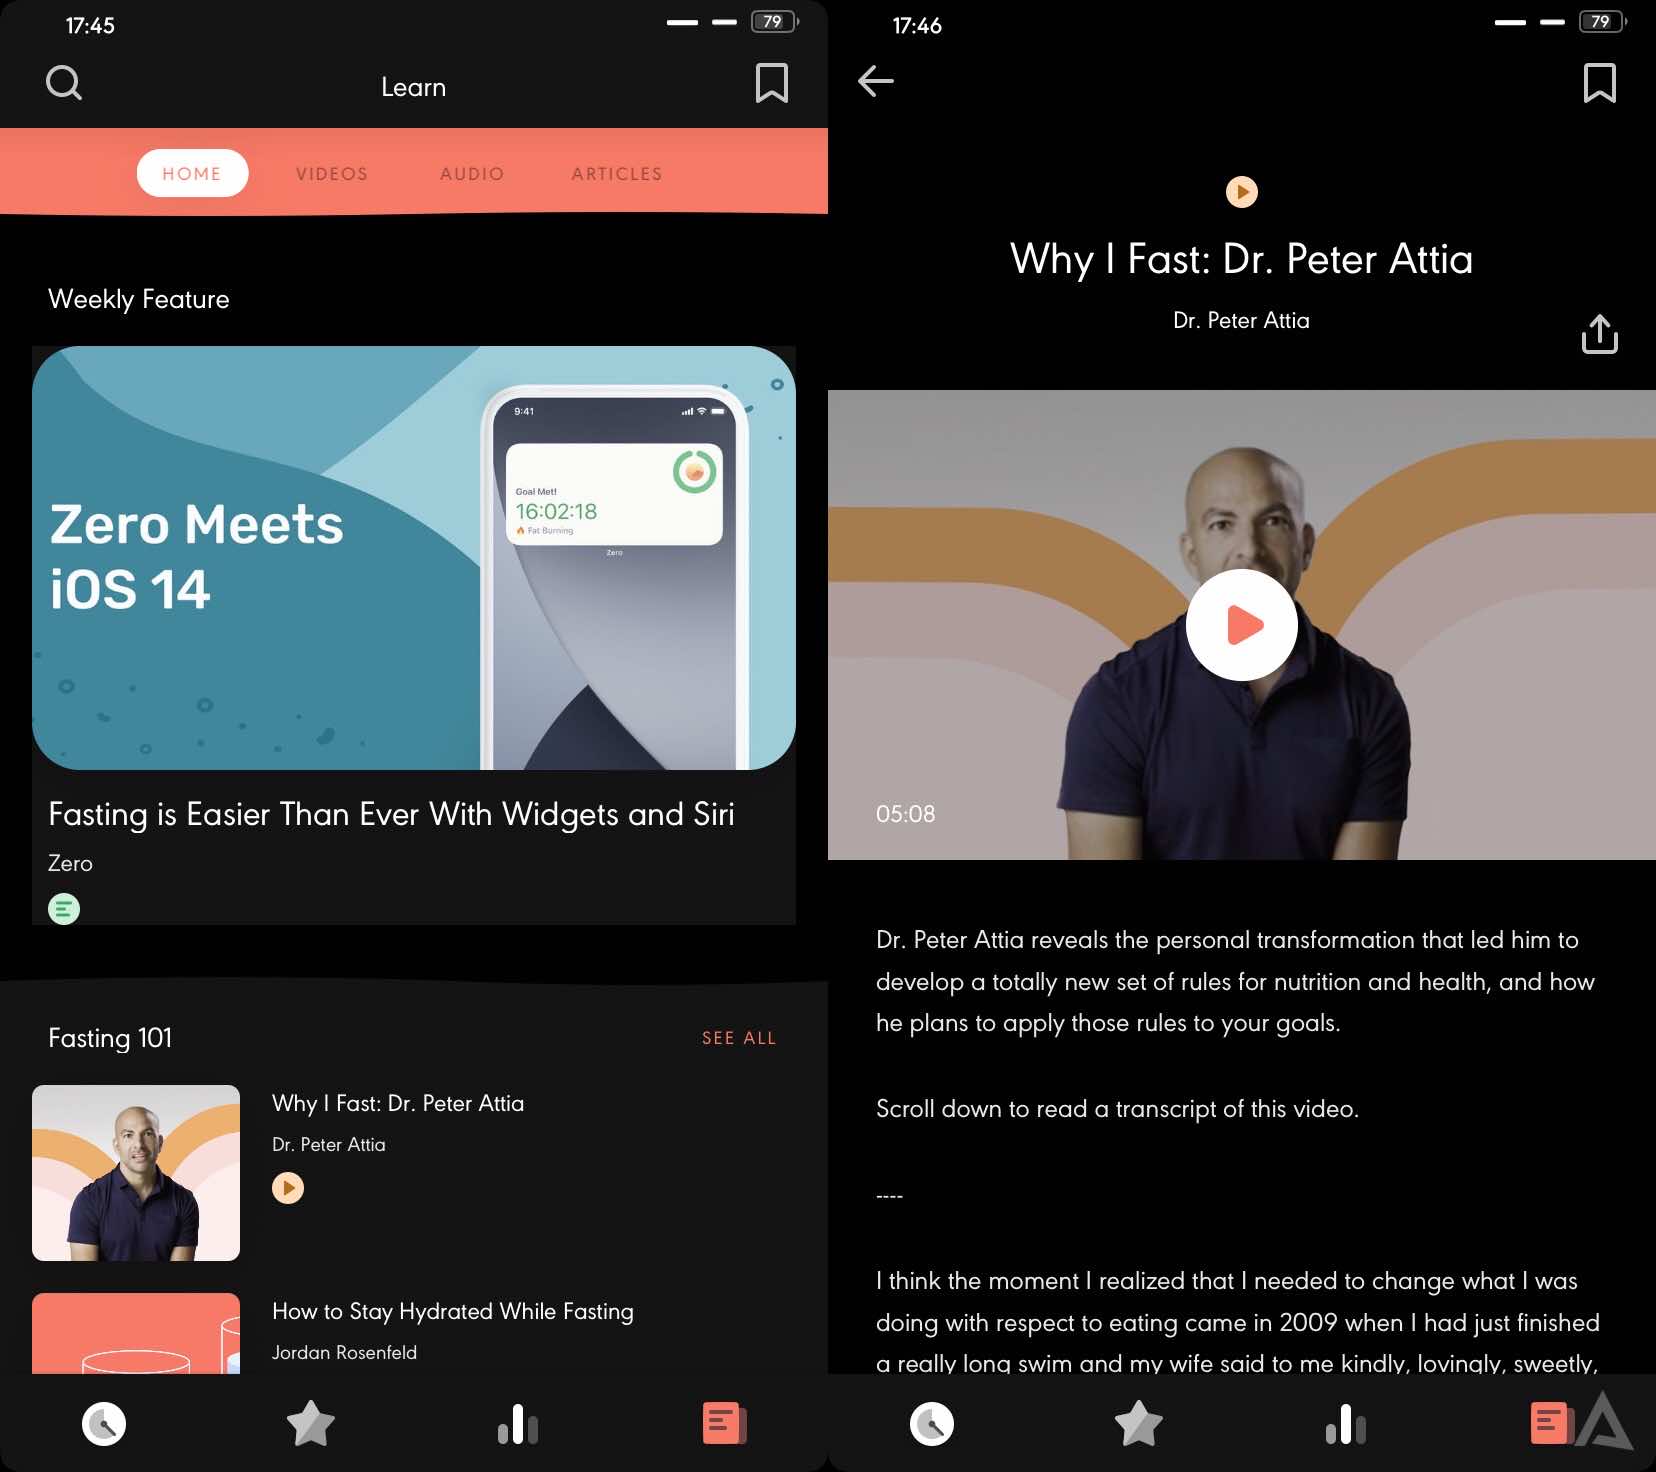 17:45
79
Learn
HOME
VIDEOS
AUDIO
ARTICLES
Weekly Feature
Zero Meets
iOS 14
9:41
Goal Met!
16:02:18
Fat Burning
Zero
Fasting is Easier Than Ever With Widgets and Siri
Zero
Fasting 101
SEE ALL
Why I Fast: Dr. Peter Attia
Dr. Peter Attia
How to Stay Hydrated While Fasting
Jordan Rosenfeld
17:46
79
Why I Fast: Dr. Peter Attia
Dr. Peter Attia
05:08
Dr. Peter Attia reveals the personal transformation that led him to
develop a totally new set of rules for nutrition and health, and how
he plans to apply those rules to your goals.
Scroll down to read a transcript of this video.
----
I think the moment I realized that I needed to change what I was
doing with respect to eating came in 2009 when I had just finished
a really long swim and my wife said to me kindly, lovingly, sweetly,